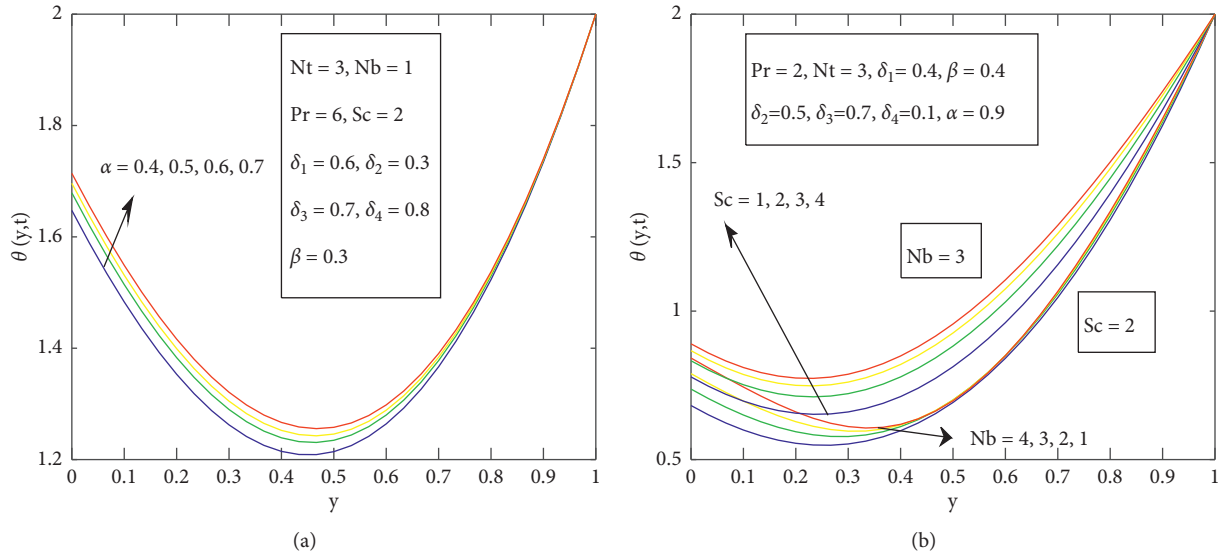 2
1.8
1.6
1.4
1.2
θ (y,t)
α = 0.4, 0.5, 0.6, 0.7
Nt = 3, Nb = 1
Pr = 6, Sc = 2
δ₁ = 0.6, δ₂ = 0.3
δ₃ = 0.7, δ₄ = 0.8
β = 0.3
0 0.1 0.2 0.3 0.4 0.5 0.6 0.7 0.8 0.9 1
y
(a)
2
1.5
1
0.5
θ (y,t)
Pr = 2, Nt = 3, δ₁= 0.4, β = 0.4
δ₂=0.5, δ₃= 0.7, δ₄=0.1, α = 0.9
Sc = 1, 2, 3, 4
Nb = 3
Sc = 2
Nb = 4, 3, 2, 1
0 0.1 0.2 0.3 0.4 0.5 0.6 0.7 0.8 0.9 1
y
(b)